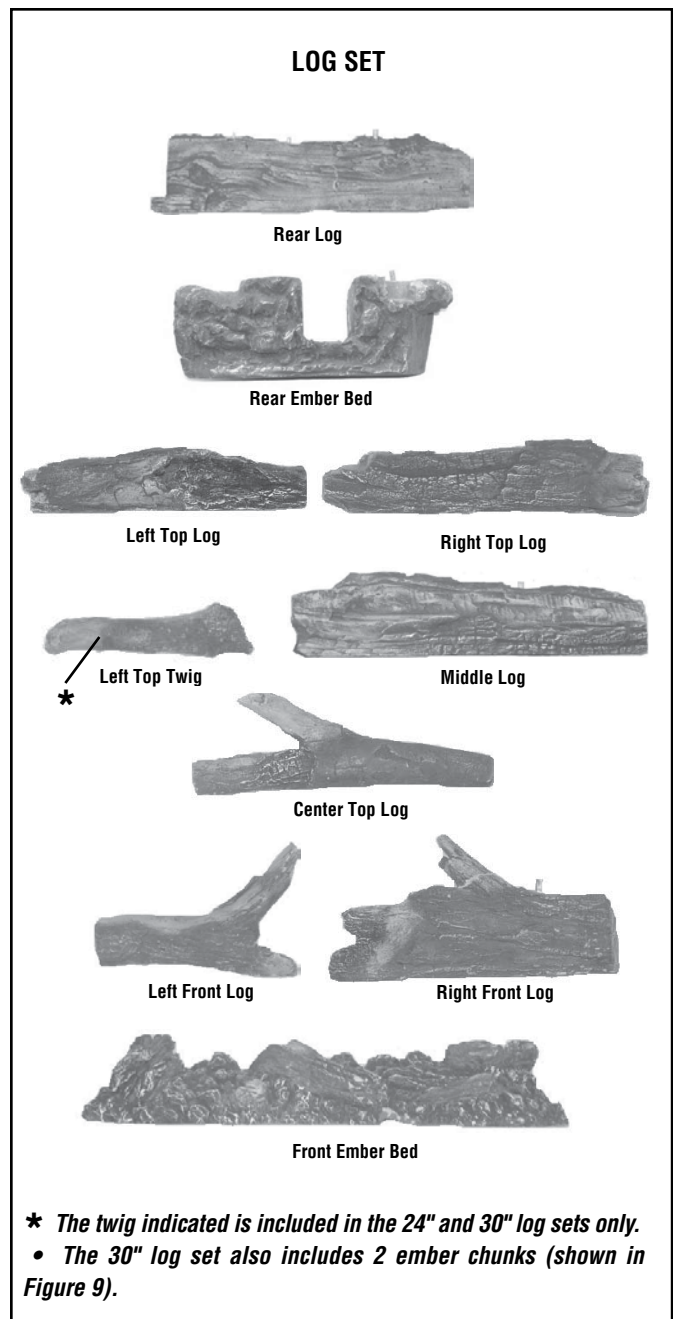 LOG SET
Rear Log
Rear Ember Bed
Left Top Log
Right Top Log
Left Top Twig
*
Middle Log
Center Top Log
Left Front Log
Right Front Log
Front Ember Bed
* The twig indicated is included in the 24" and 30" log sets only.
• The 30" log set also includes 2 ember chunks (shown in
Figure 9).